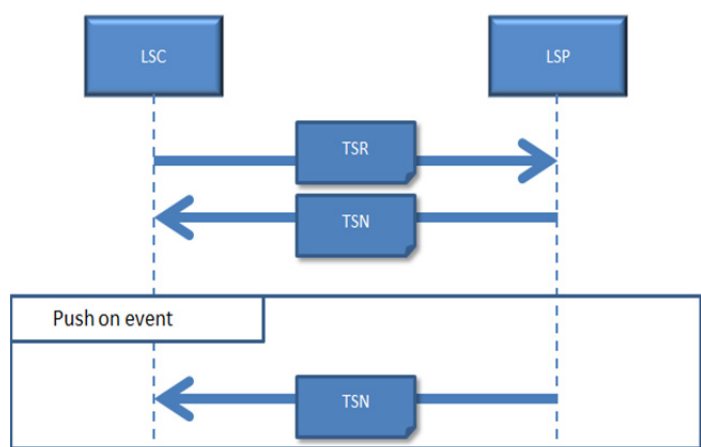 LSC
LSP
TSR
TSN
Push on event
TSN